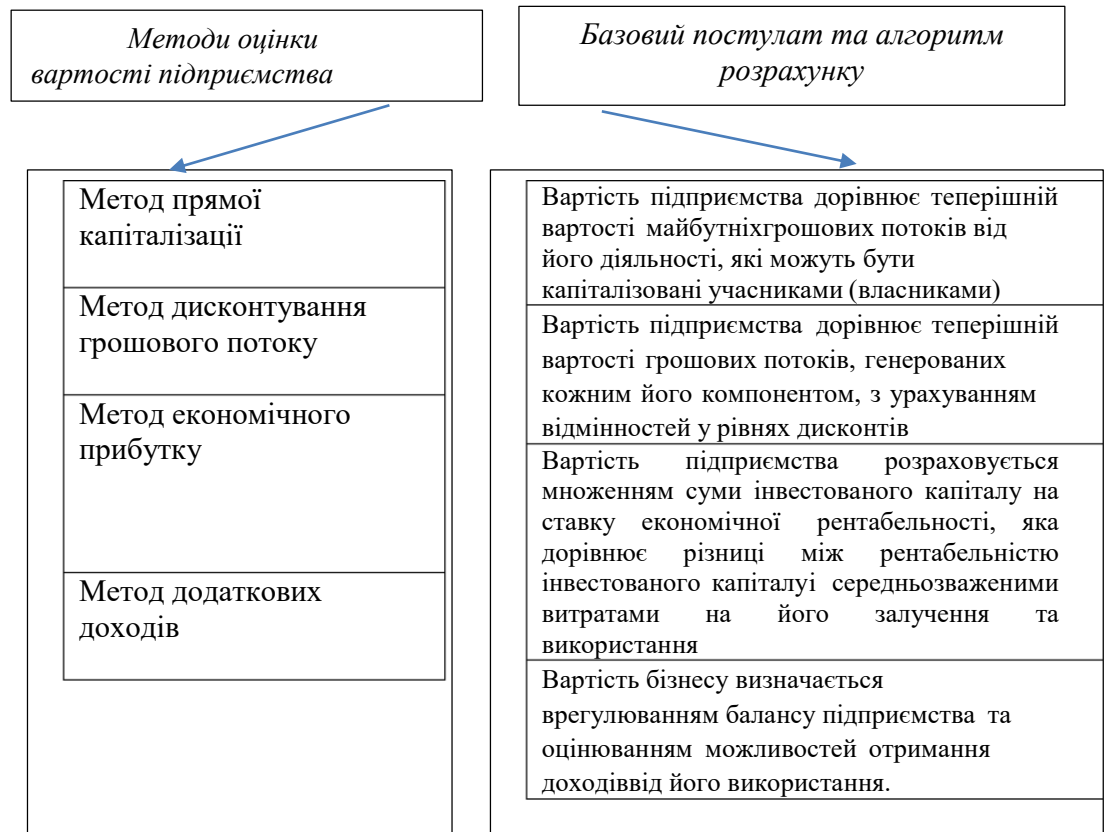 Методи оцінки
вартості підприємства
Базовий постулат та алгоритм
розрахунку
Метод прямої
капіталізації
Метод дисконтування
грошового потоку
Метод економічного
прибутку
Метод додаткових
доходів
Вартість підприємства дорівнює теперішній
вартості майбутніхгрошових потоків від
його діяльності, які можуть бути
капіталізовані учасниками (власниками)
Вартість підприємства дорівнює теперішній
вартості грошових потоків, генерованих
кожним його компонентом, з урахуванням
відмінностей у рівнях дисконтів
Вартість підприємства розраховується
множенням суми інвестованого капіталу на
ставку економічної рентабельності, яка
дорівнює різниці між рентабельністю
інвестованого капіталуі середньозваженими
витратами на його залучення та
використання
Вартість бізнесу визначається
врегулюванням балансу підприємства та
оцінюванням можливостей отримання
доходіввід його використання.